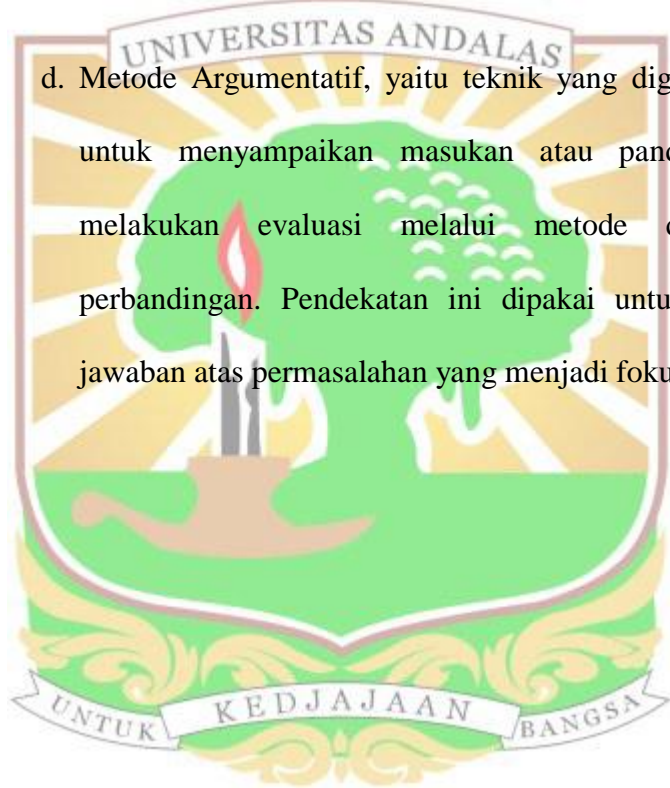 UNIVERSITAS ANDALAS
d. Metode Argumentatif, yaitu teknik yang dig
untuk menyampaikan masukan atau pand
melakukan evaluasi melalui metode
perbandingan. Pendekatan ini dipakai untu
jawaban atas permasalahan yang menjadi foku
UNTUK KEDJAJAAN BANGSA